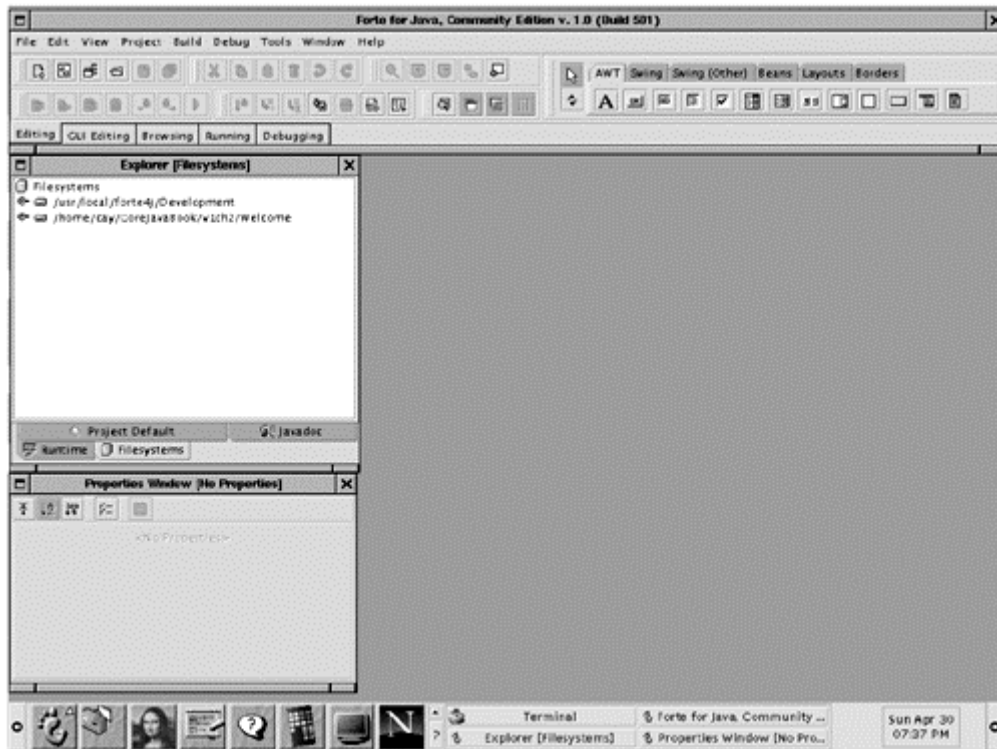 Forte for Java, Community Edition v. 1.0 (Build 501)
File Edit View Project Build Debug Tools Window Help
AWT Swing Swing (Other) Beans Layouts Borders
Editing GUI Editing Browsing Running Debugging
Explorer [Filesystems]
Filesystems
/usr/local/forte4j/Development
/home/cay/CoreJavaBook/v1ch2/Welcome
Project Default Javadoc
Runtime Filesystems
Properties Window [No Properties]
<No Properties>
Terminal
Forte for Java, Community ...
Explorer [Filesystems]
Properties Window [No Pro...
Sun Apr 30
07:37 PM